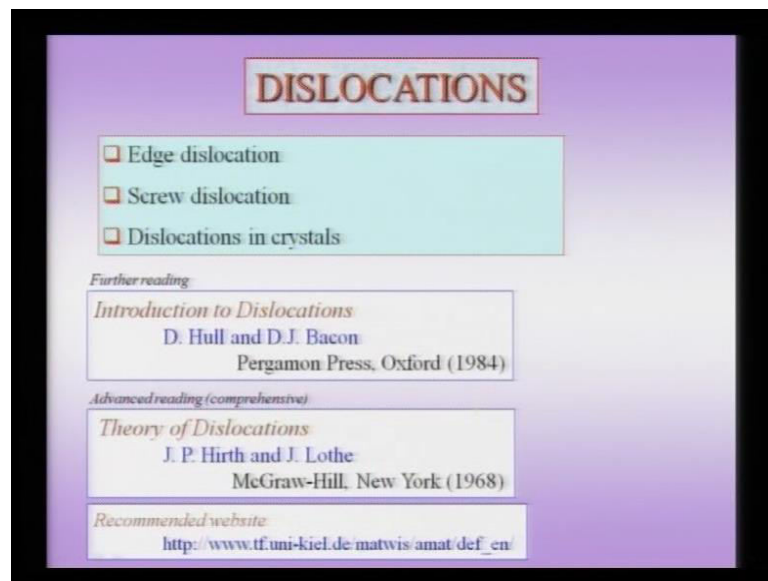 DISLOCATIONS
Edge dislocation
Screw dislocation
Dislocations in crystals
Further reading
Introduction to Dislocations
D. Hull and D.J. Bacon
Pergamon Press, Oxford (1984)
Advanced reading (comprehensive)
Theory of Dislocations
J. P. Hirth and J. Lothe
McGraw-Hill, New York (1968)
Recommended website
http://www.tf.uni-kiel.de/matwis/amat/def_en/